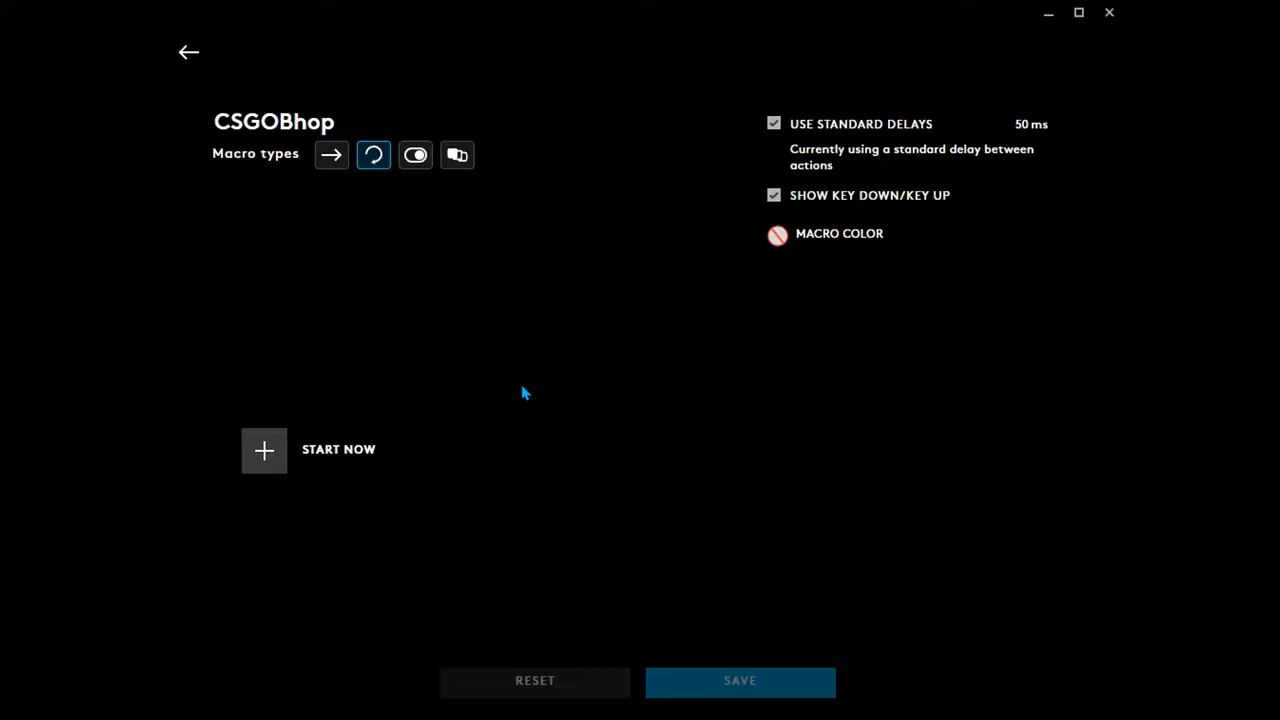 CSGOBhop
Macro types
USE STANDARD DELAYS 50 ms
Currently using a standard delay between
actions
SHOW KEY DOWN/KEY UP
MACRO COLOR
START NOW
RESET
SAVE